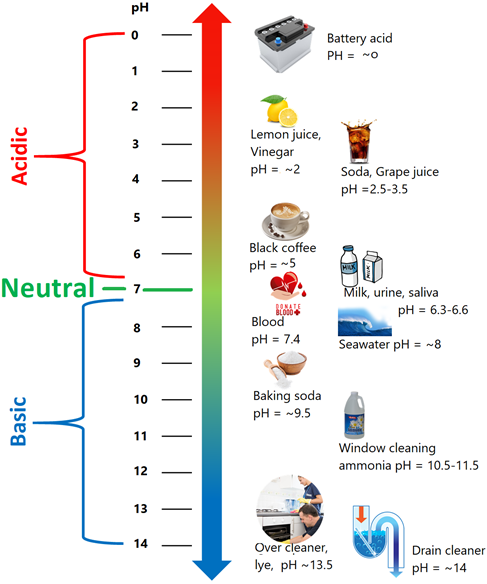 pH
0
Battery acid
PH = ~0
1
2
Lemon juice,
Vinegar
pH = ~2
3
Soda, Grape juice
pH =2.5-3.5
Acidic
4
5
Black coffee
pH = ~5
6
MILK
MILK
Neutral
7
Milk, urine, saliva
pH = 6.3-6.6
DONATE
BLOOD+
Blood
pH = 7.4
8
Seawater pH = ~8
9
Baking soda
pH = ~9.5
10
Basic
11
Window cleaning
ammonia pH = 10.5-11.5
12
13
14
Over cleaner,
lye, pH ~13.5
Drain cleaner
pH = ~14